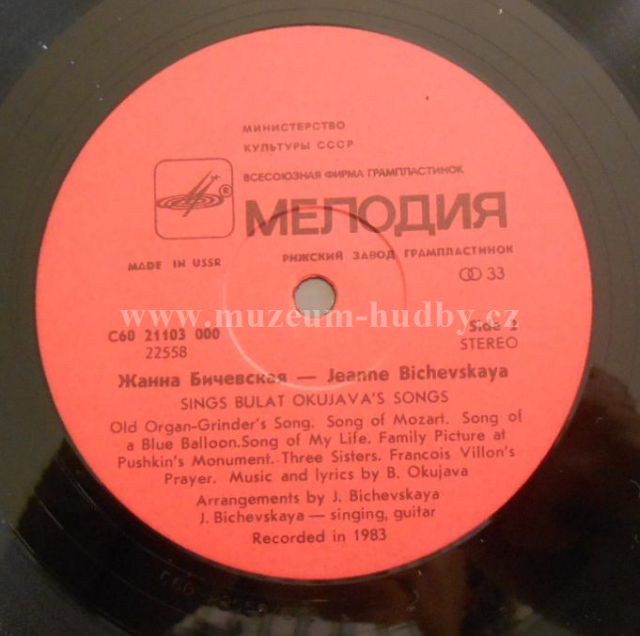 МИНИСТЕРСТВО
КУЛЬТУРЫ СССР
ВСЕСОЮЗНАЯ ФИРМА ГРАМПЛАСТИНОК
®
МЕЛОДИЯ
MADE IN USSR
РИЖСКИЙ ЗАВОД ГРАМПЛАСТИНОК
33
www.muzeum-hudby.cz
C60 21103 000
Side 2
22558
STEREO
Жанна Бичевская — Jeanne Bichevskaya
SINGS BULAT OKUJAVA'S SONGS
Old Organ-Grinder's Song. Song of Mozart. Song of
a Blue Balloon.Song of My Life. Family Picture at
Pushkin's Monument. Three Sisters. Francois Villon's
Prayer. Music and lyrics by B. Okujava
Arrangements by J. Bichevskaya
J. Bichevskaya — singing, guitar
Recorded in 1983